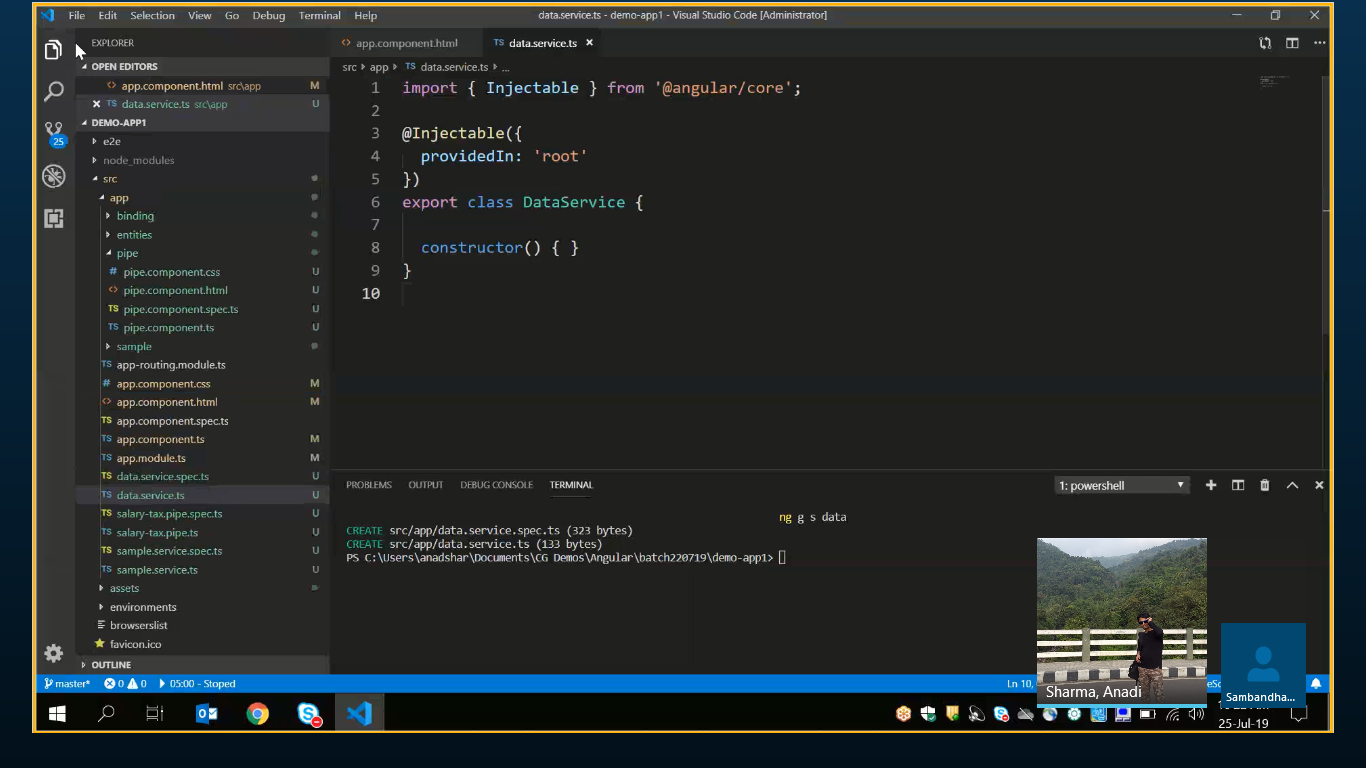 File Edit Selection View Go Debug Terminal Help
data.service.ts - demo-app1 - Visual Studio Code [Administrator]
EXPLORER
OPEN EDITORS
app.component.html src\app M
data.service.ts src\app U
DEMO-APP1
e2e
node_modules
src
app
binding
entities
pipe
pipe.component.css U
pipe.component.html U
pipe.component.spec.ts U
pipe.component.ts U
sample
app-routing.module.ts
app.component.css M
app.component.html M
app.component.spec.ts
app.component.ts M
app.module.ts M
data.service.spec.ts U
data.service.ts U
salary-tax.pipe.spec.ts U
salary-tax.pipe.ts U
sample.service.spec.ts U
sample.service.ts U
assets
environments
browserslist
favicon.ico
OUTLINE
25
app.component.html
TS data.service.ts
src > app > TS data.service.ts > ...
1 import { Injectable } from '@angular/core';
2
3 @Injectable({
4 providedIn: 'root'
5 })
6 export class DataService {
7
8 constructor() { }
9 }
10
PROBLEMS OUTPUT DEBUG CONSOLE TERMINAL
1: powershell
ng g s data
CREATE src/app/data.service.spec.ts (323 bytes)
CREATE src/app/data.service.ts (133 bytes)
PS C:\Users\anadshar\Documents\CG Demos\Angular\batch220719\demo-app1>
Sharma, Anadi
Sambandha...
master* 0 0 05:00 - Stoped
Ln 10,
25-Jul-19